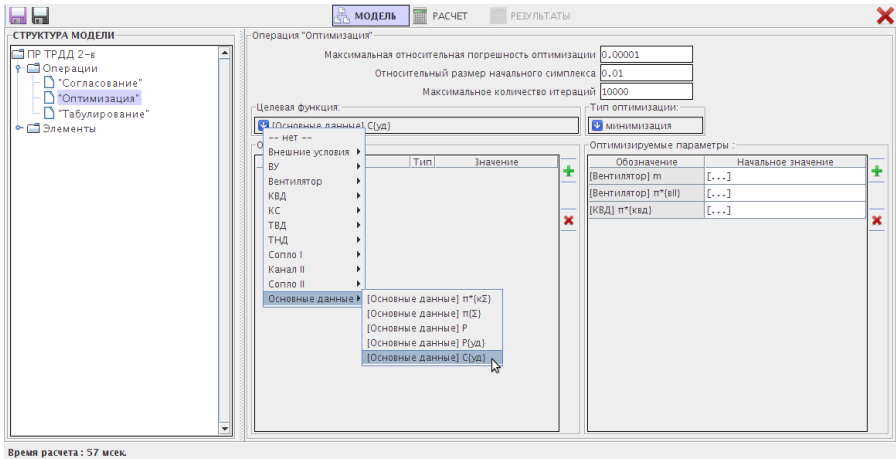 МОДЕЛЬ РАСЧЕТ РЕЗУЛЬТАТЫ
СТРУКТУРА МОДЕЛИ
ПР ТРДД 2-в
Операции
"Согласование"
"Оптимизация"
"Табулирование"
Элементы
Операция "Оптимизация"
Максимальная относительная погрешность оптимизации 0.00001
Относительный размер начального симплекса 0.01
Максимальное количество итераций 10000
Целевая функция:
[Основные данные] C{уд}
-- нет --
Внешние условия
ВУ
Вентилятор
КВД
КС
ТВД
ТНД
Сопло I
Канал II
Сопло II
Основные данные
[Основные данные] π*{кΣ}
[Основные данные] π{Σ}
[Основные данные] P
[Основные данные] P{уд}
[Основные данные] C{уд}
Тип Значение
Тип оптимизации:
минимизация
Оптимизируемые параметры :
Обозначение Начальное значение
[Вентилятор] m [...]
[Вентилятор] π*{вII} [...]
[КВД] π*{квд} [...]
Время расчета : 57 мсек.